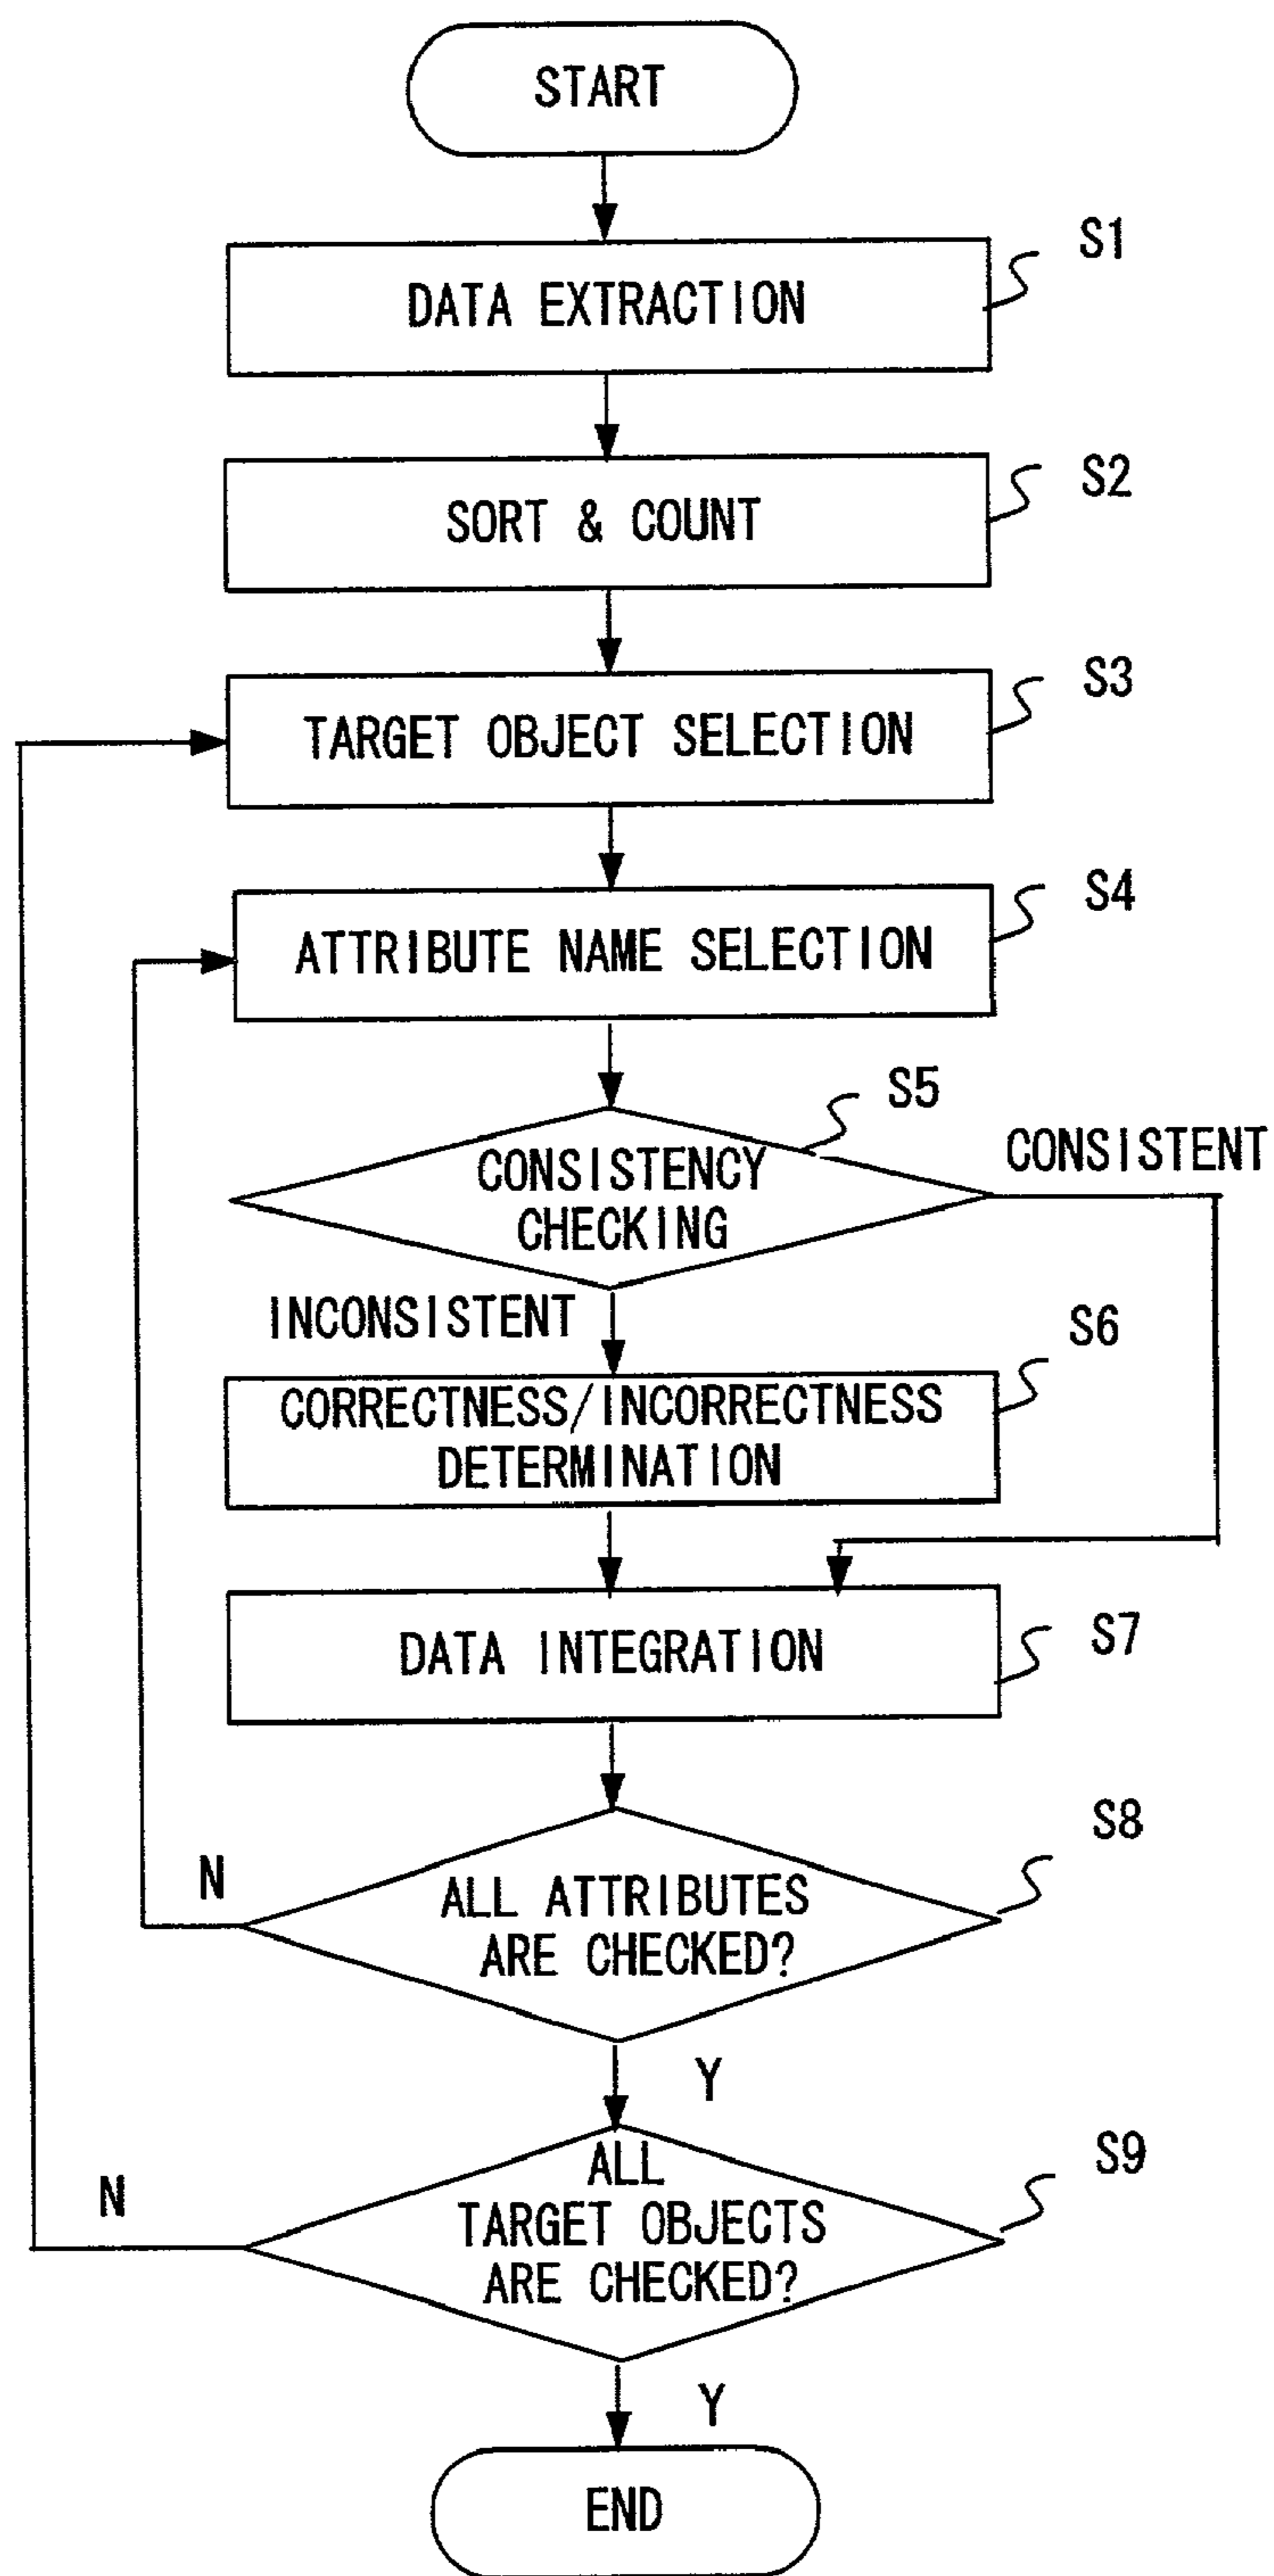 START
S1
DATA EXTRACTION
S2
SORT & COUNT
S3
TARGET OBJECT SELECTION
S4
ATTRIBUTE NAME SELECTION
S5
CONSISTENCY
CHECKING
CONSISTENT
INCONSISTENT
S6
CORRECTNESS/INCORRECTNESS
DETERMINATION
S7
DATA INTEGRATION
S8
N
ALL ATTRIBUTES
ARE CHECKED?
Y
S9
N
ALL
TARGET OBJECTS
ARE CHECKED?
Y
END